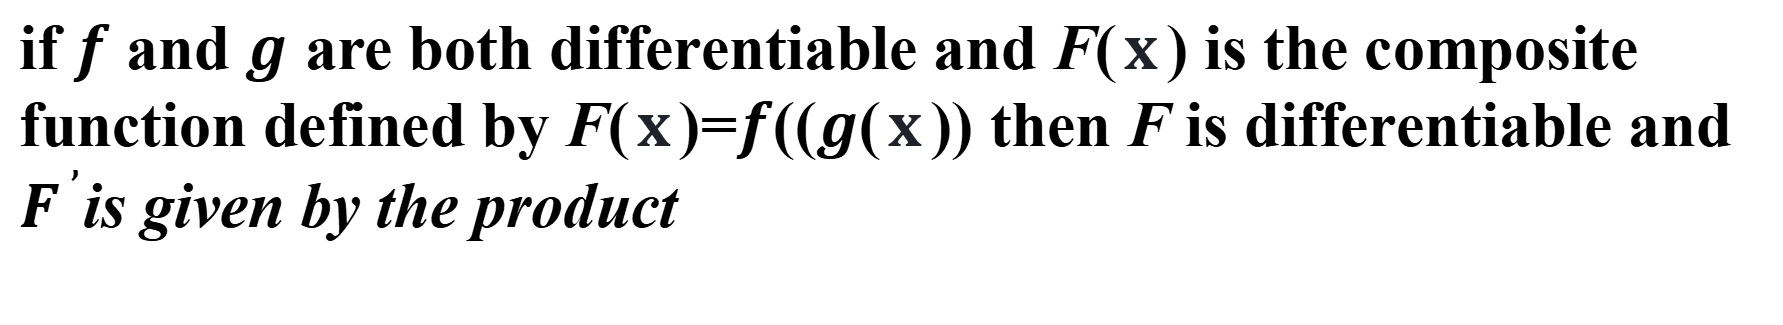 if f and g are both differentiable and F(x) is the composite
function defined by F(x)=f((g(x)) then F is differentiable and
F ’is given by the product